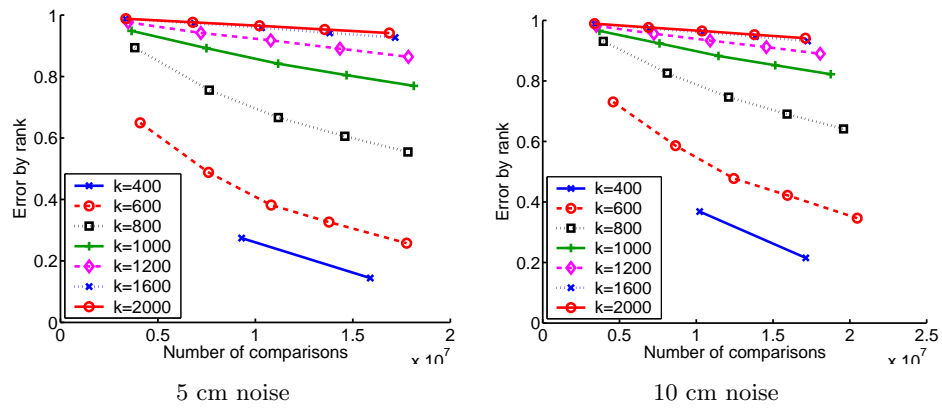 1
0.8
0.6
0.4
0.2
0
Error by rank
k=400
k=600
k=800
k=1000
k=1200
k=1600
k=2000
0 0.5 1 1.5 2
Number of comparisons
x 10^7
5 cm noise
1
0.8
0.6
0.4
0.2
0
Error by rank
k=400
k=600
k=800
k=1000
k=1200
k=1600
k=2000
0 0.5 1 1.5 2 2.5
Number of comparisons
x 10^7
10 cm noise